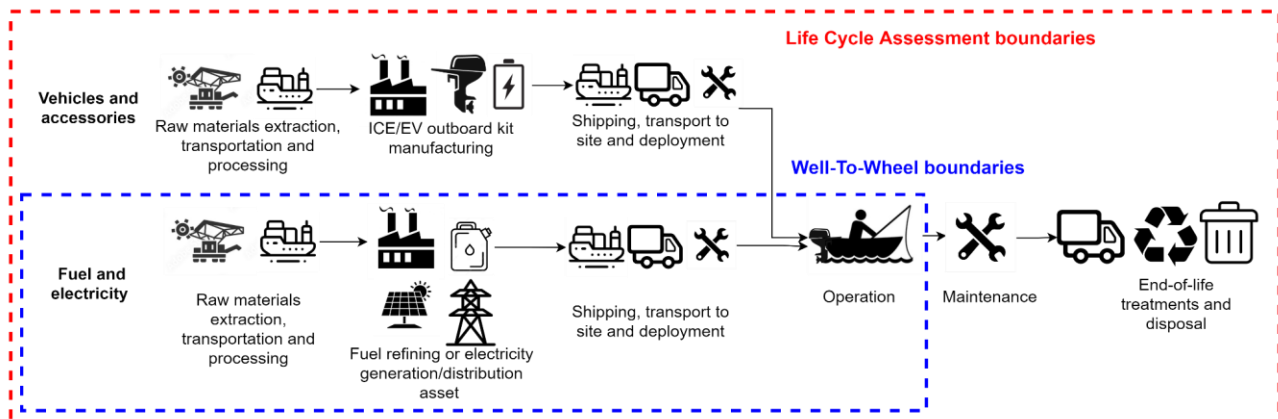 Life Cycle Assessment boundaries
Vehicles and
accessories
Raw materials extraction,
transportation and
processing
ICE/EV outboard kit
manufacturing
Shipping, transport to
site and deployment
Well-To-Wheel boundaries
Fuel and
electricity
Raw materials
extraction,
transportation and
processing
Fuel refining or electricity
generation/distribution
asset
Shipping, transport to
site and deployment
Operation
Maintenance
End-of-life
treatments and
disposal